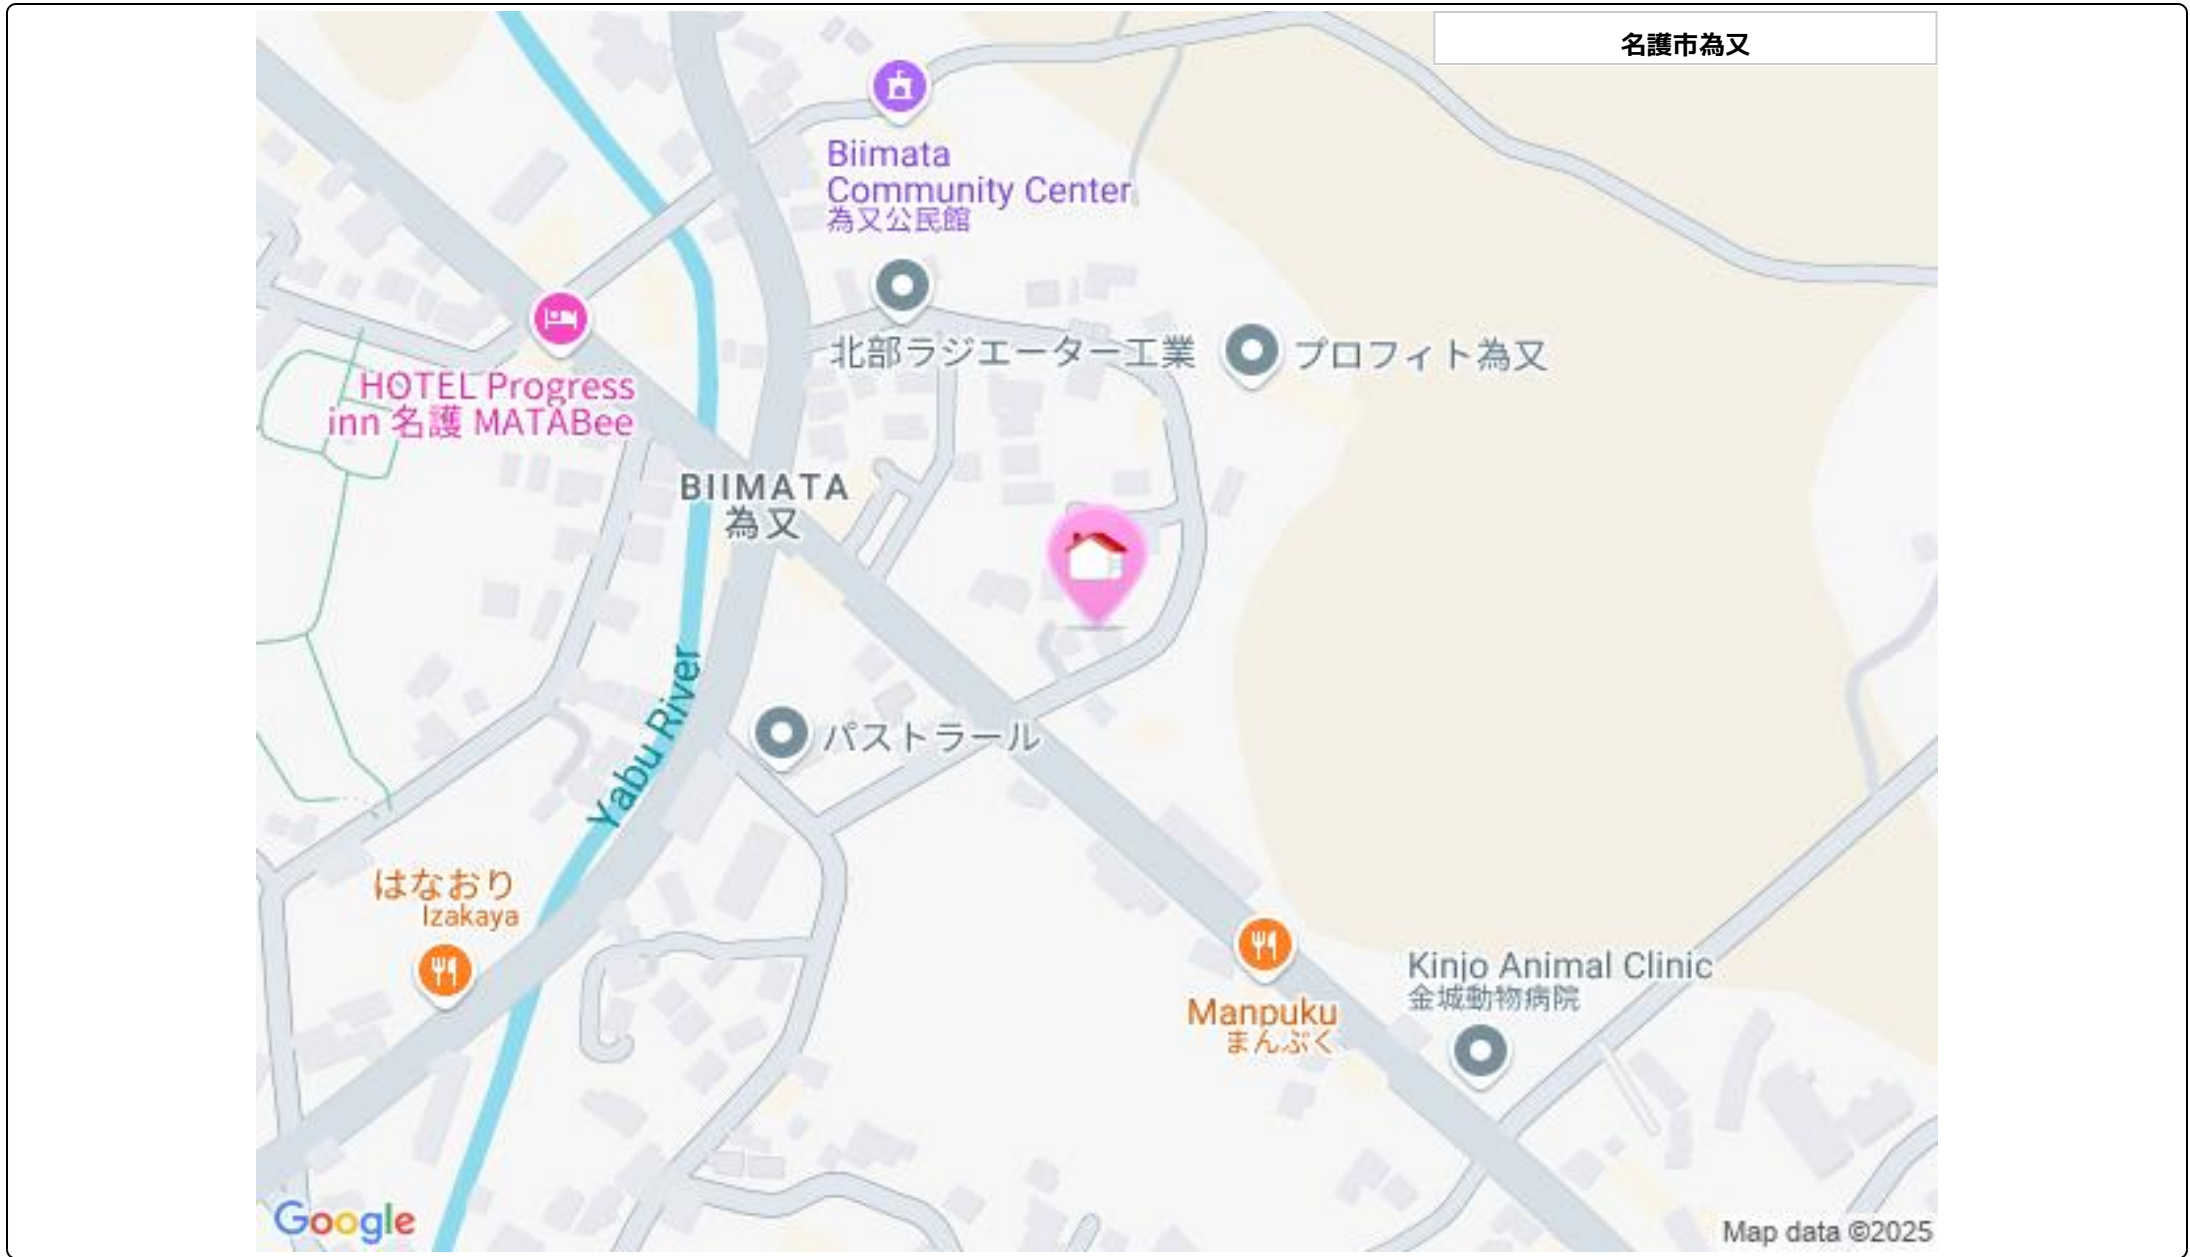 名護市為又
Biimata
Community Center
為又公民館
北部ラジエーター工業
プロフィト為又
HOTEL Progress
inn 名護 MATABee
BIIMATA
為又
Yabu River
パストラール
はなおり
Izakaya
Kinjo Animal Clinic
金城動物病院
Manpuku
まんぷく
Google
Map data ©2025